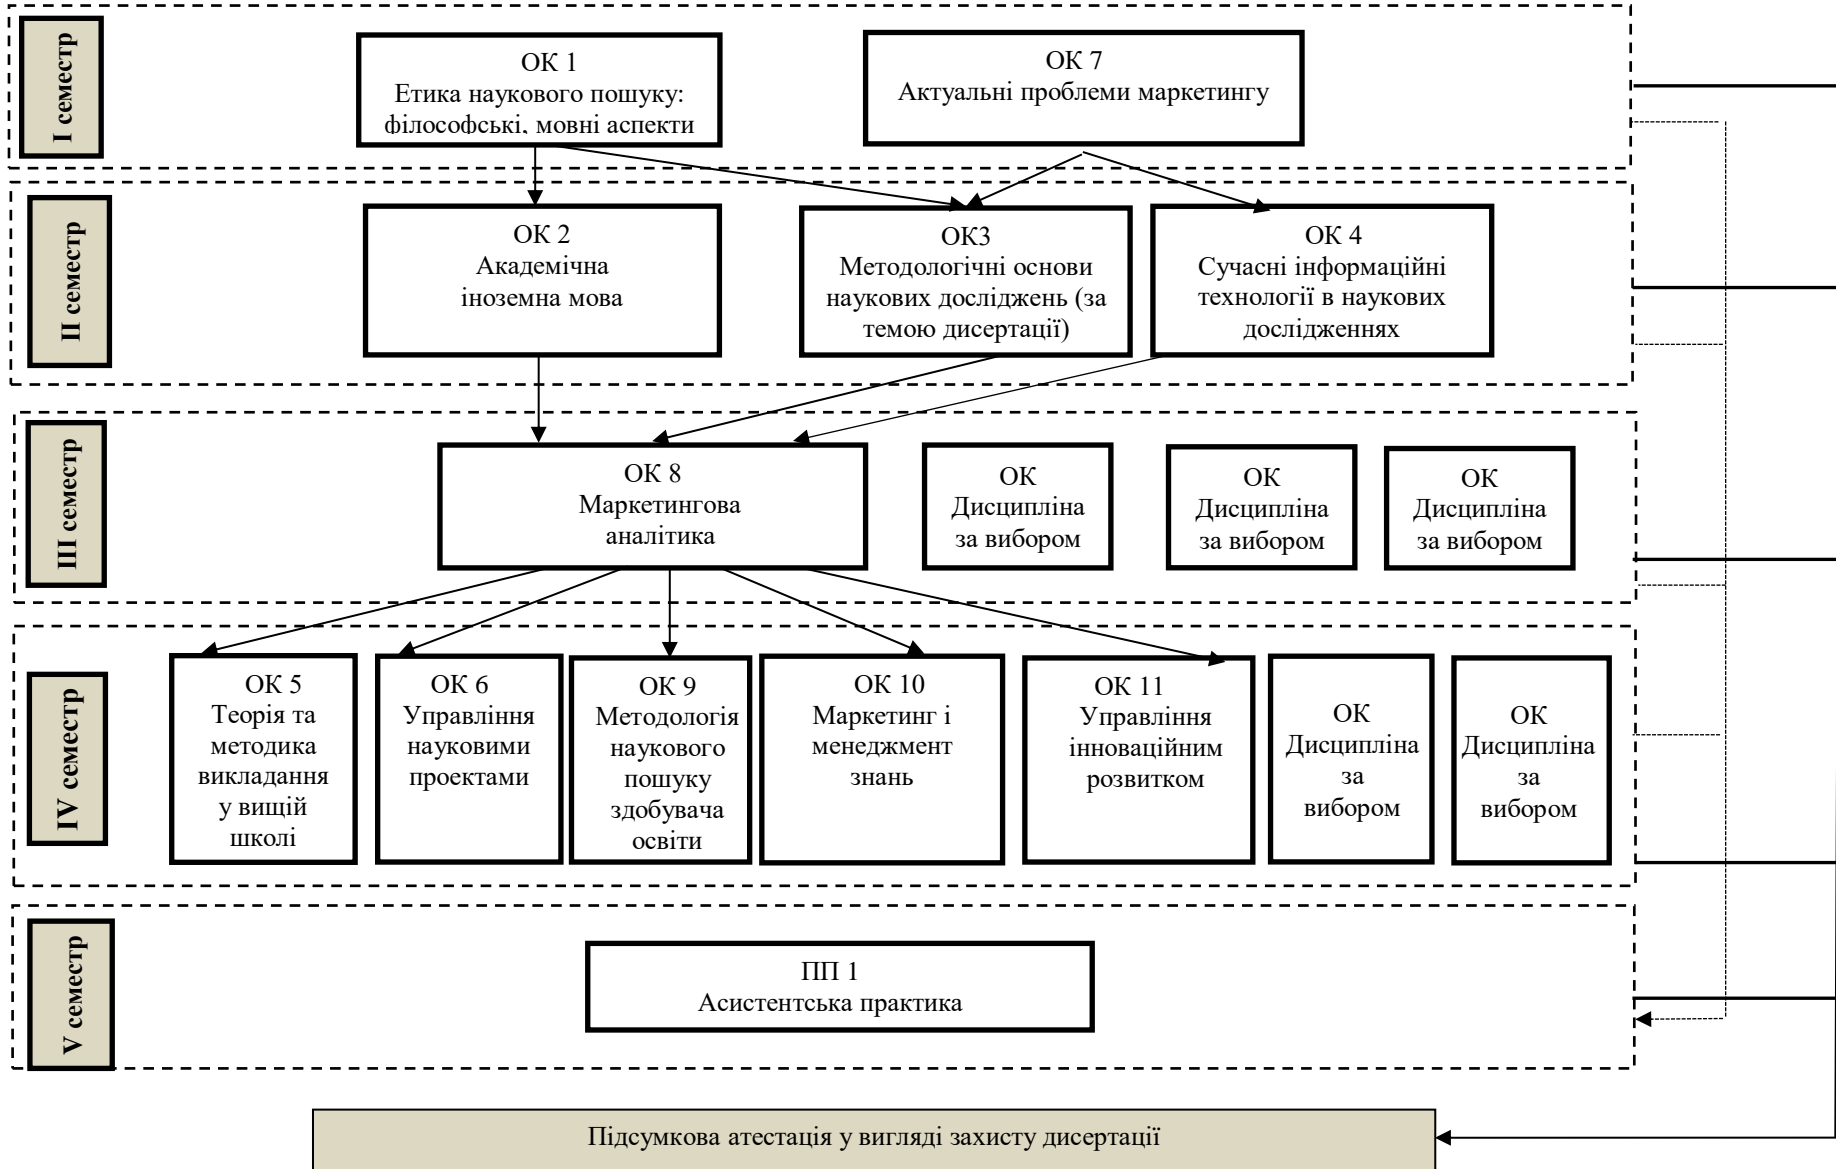 І семестр
ОК 1
Етика наукового пошуку:
філософські, мовні аспекти
ОК 7
Актуальні проблеми маркетингу
ІІ семестр
ОК 2
Академічна
іноземна мова
ОК3
Методологічні основи
наукових досліджень (за
темою дисертації)
ОК 4
Сучасні інформаційні
технології в наукових
дослідженнях
ІІІ семестр
ОК 8
Маркетингова
аналітика
ОК
Дисципліна
за вибором
ОК
Дисципліна
за вибором
ОК
Дисципліна
за вибором
IV семестр
ОК 5
Теорія та
методика
викладання
у вищій
школі
ОК 6
Управління
науковими
проектами
ОК 9
Методологія
наукового
пошуку
здобувача
освіти
ОК 10
Маркетинг і
менеджмент
знань
ОК 11
Управління
інноваційним
розвитком
ОК
Дисципліна
за
вибором
ОК
Дисципліна
за
вибором
V семестр
ПП 1
Асистентська практика
Підсумкова атестація у вигляді захисту дисертації